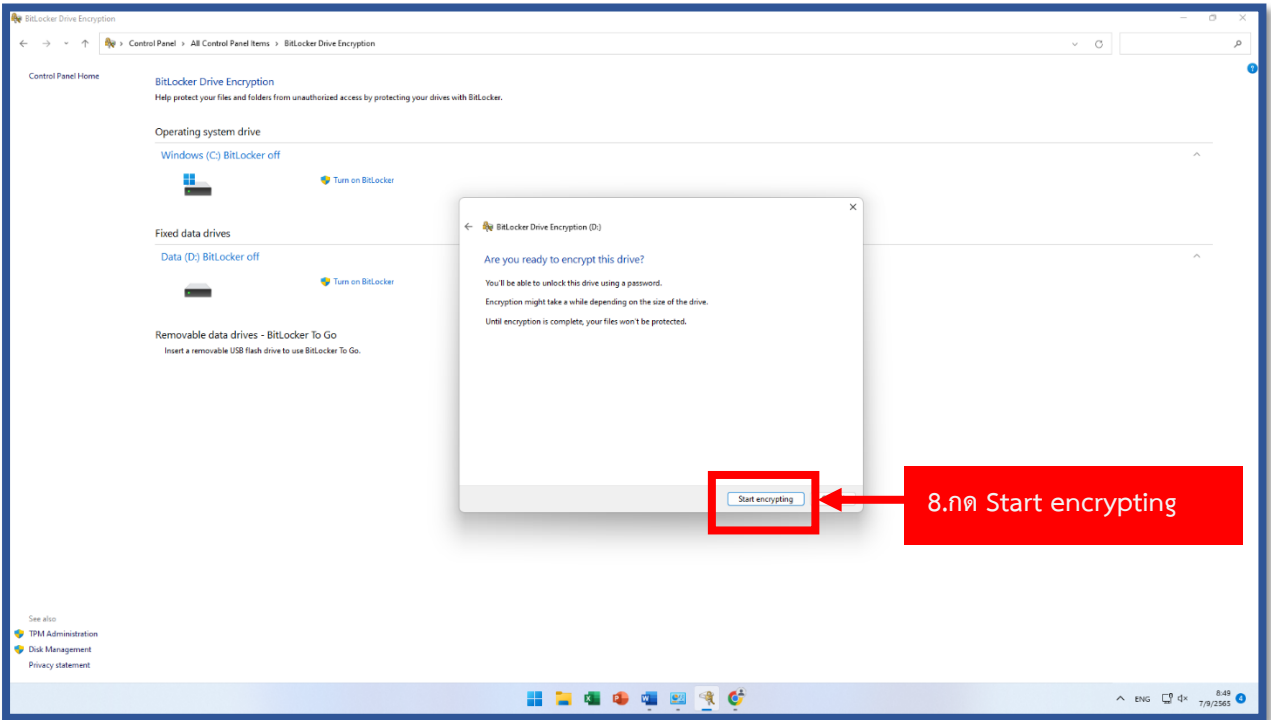 BitLocker Drive Encryption
Control Panel > All Control Panel Items > BitLocker Drive Encryption
Control Panel Home
BitLocker Drive Encryption
Help protect your files and folders from unauthorized access by protecting your drives with BitLocker.
Operating system drive
Windows (C:) BitLocker off
Turn on BitLocker
Fixed data drives
Data (D:) BitLocker off
Turn on BitLocker
Removable data drives - BitLocker To Go
Insert a removable USB flash drive to use BitLocker To Go.
BitLocker Drive Encryption (D:)
Are you ready to encrypt this drive?
You'll be able to unlock this drive using a password.
Encryption might take a while depending on the size of the drive.
Until encryption is complete, your files won't be protected.
Start encrypting
8.กด Start encrypting
See also
TPM Administration
Disk Management
Privacy statement
ENG
8:49
7/9/2565
4